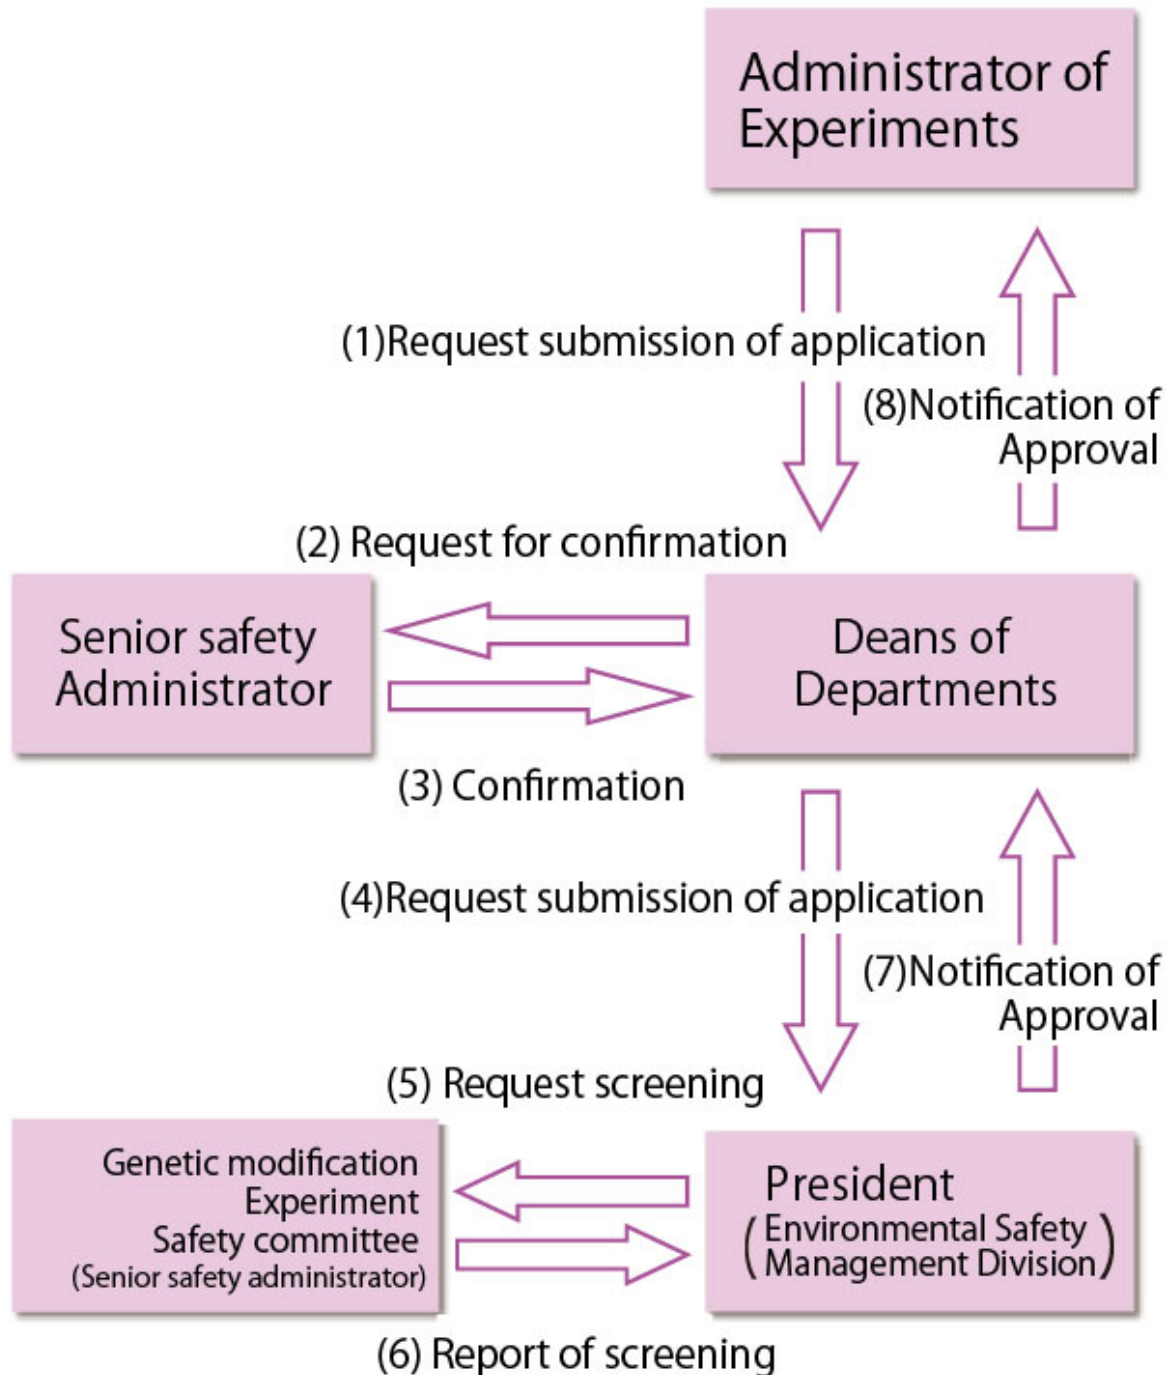 Administrator of
Experiments
(1)Request submission of application
(8)Notification of
Approval
(2) Request for confirmation
Senior safety
Administrator
Deans of
Departments
(3) Confirmation
(4)Request submission of application
(7)Notification of
Approval
(5) Request screening
Genetic modification
Experiment
Safety committee
(Senior safety administrator)
President
(Environmental Safety
Management Division)
(6) Report of screening